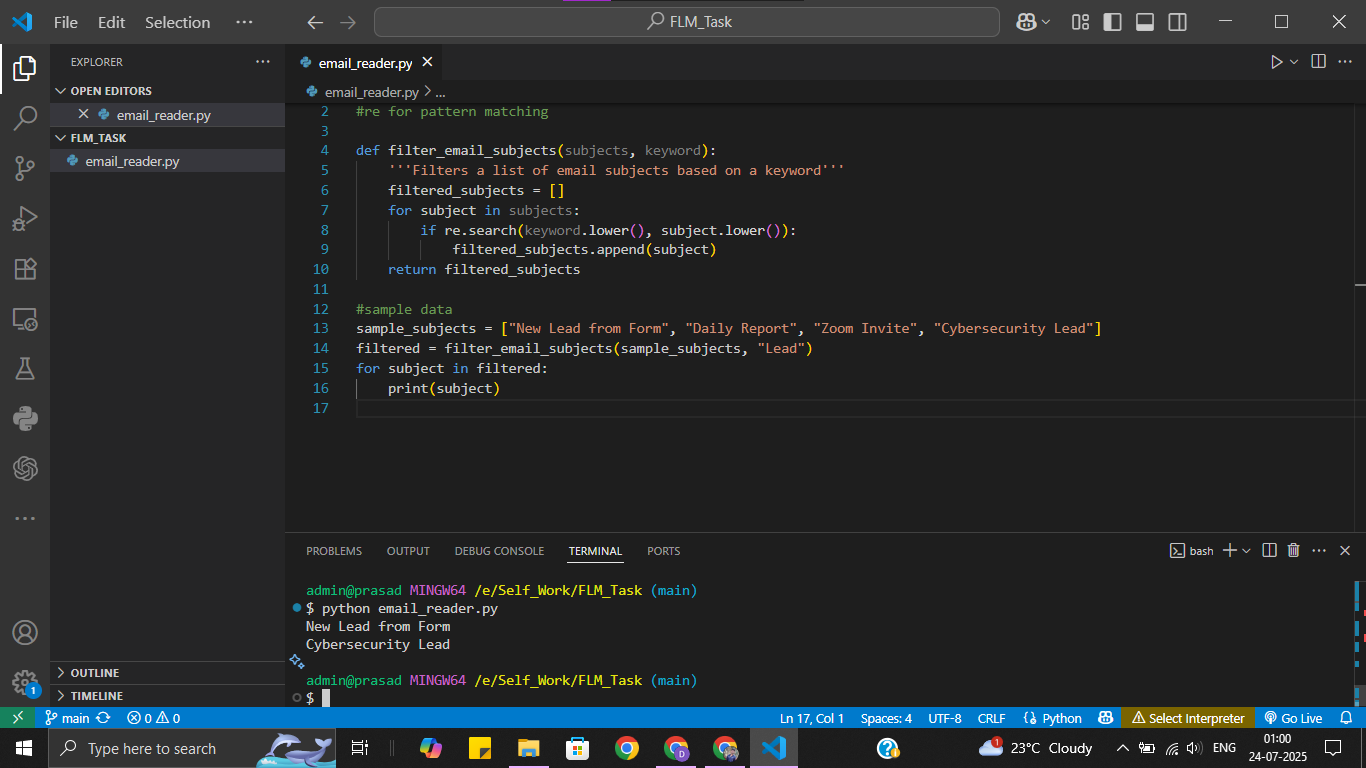 File Edit Selection ···
FLM_Task
EXPLORER ···
OPEN EDITORS
email_reader.py
FLM_TASK
email_reader.py
OUTLINE
TIMELINE
email_reader.py
email_reader.py > ...
2 #re for pattern matching
3
4 def filter_email_subjects(subjects, keyword):
5     '''Filters a list of email subjects based on a keyword'''
6     filtered_subjects = []
7     for subject in subjects:
8         if re.search(keyword.lower(), subject.lower()):
9             filtered_subjects.append(subject)
10     return filtered_subjects
11
12 #sample data
13 sample_subjects = ["New Lead from Form", "Daily Report", "Zoom Invite", "Cybersecurity Lead"]
14 filtered = filter_email_subjects(sample_subjects, "Lead")
15 for subject in filtered:
16     print(subject)
17
PROBLEMS OUTPUT DEBUG CONSOLE TERMINAL PORTS
bash
admin@prasad MINGW64 /e/Self_Work/FLM_Task (main)
$ python email_reader.py
New Lead from Form
Cybersecurity Lead
admin@prasad MINGW64 /e/Self_Work/FLM_Task (main)
$
1
main 0 0 Ln 17, Col 1 Spaces: 4 UTF-8 CRLF {} Python Select Interpreter Go Live
Type here to search
1 23°C Cloudy ENG
01:00
24-07-2025